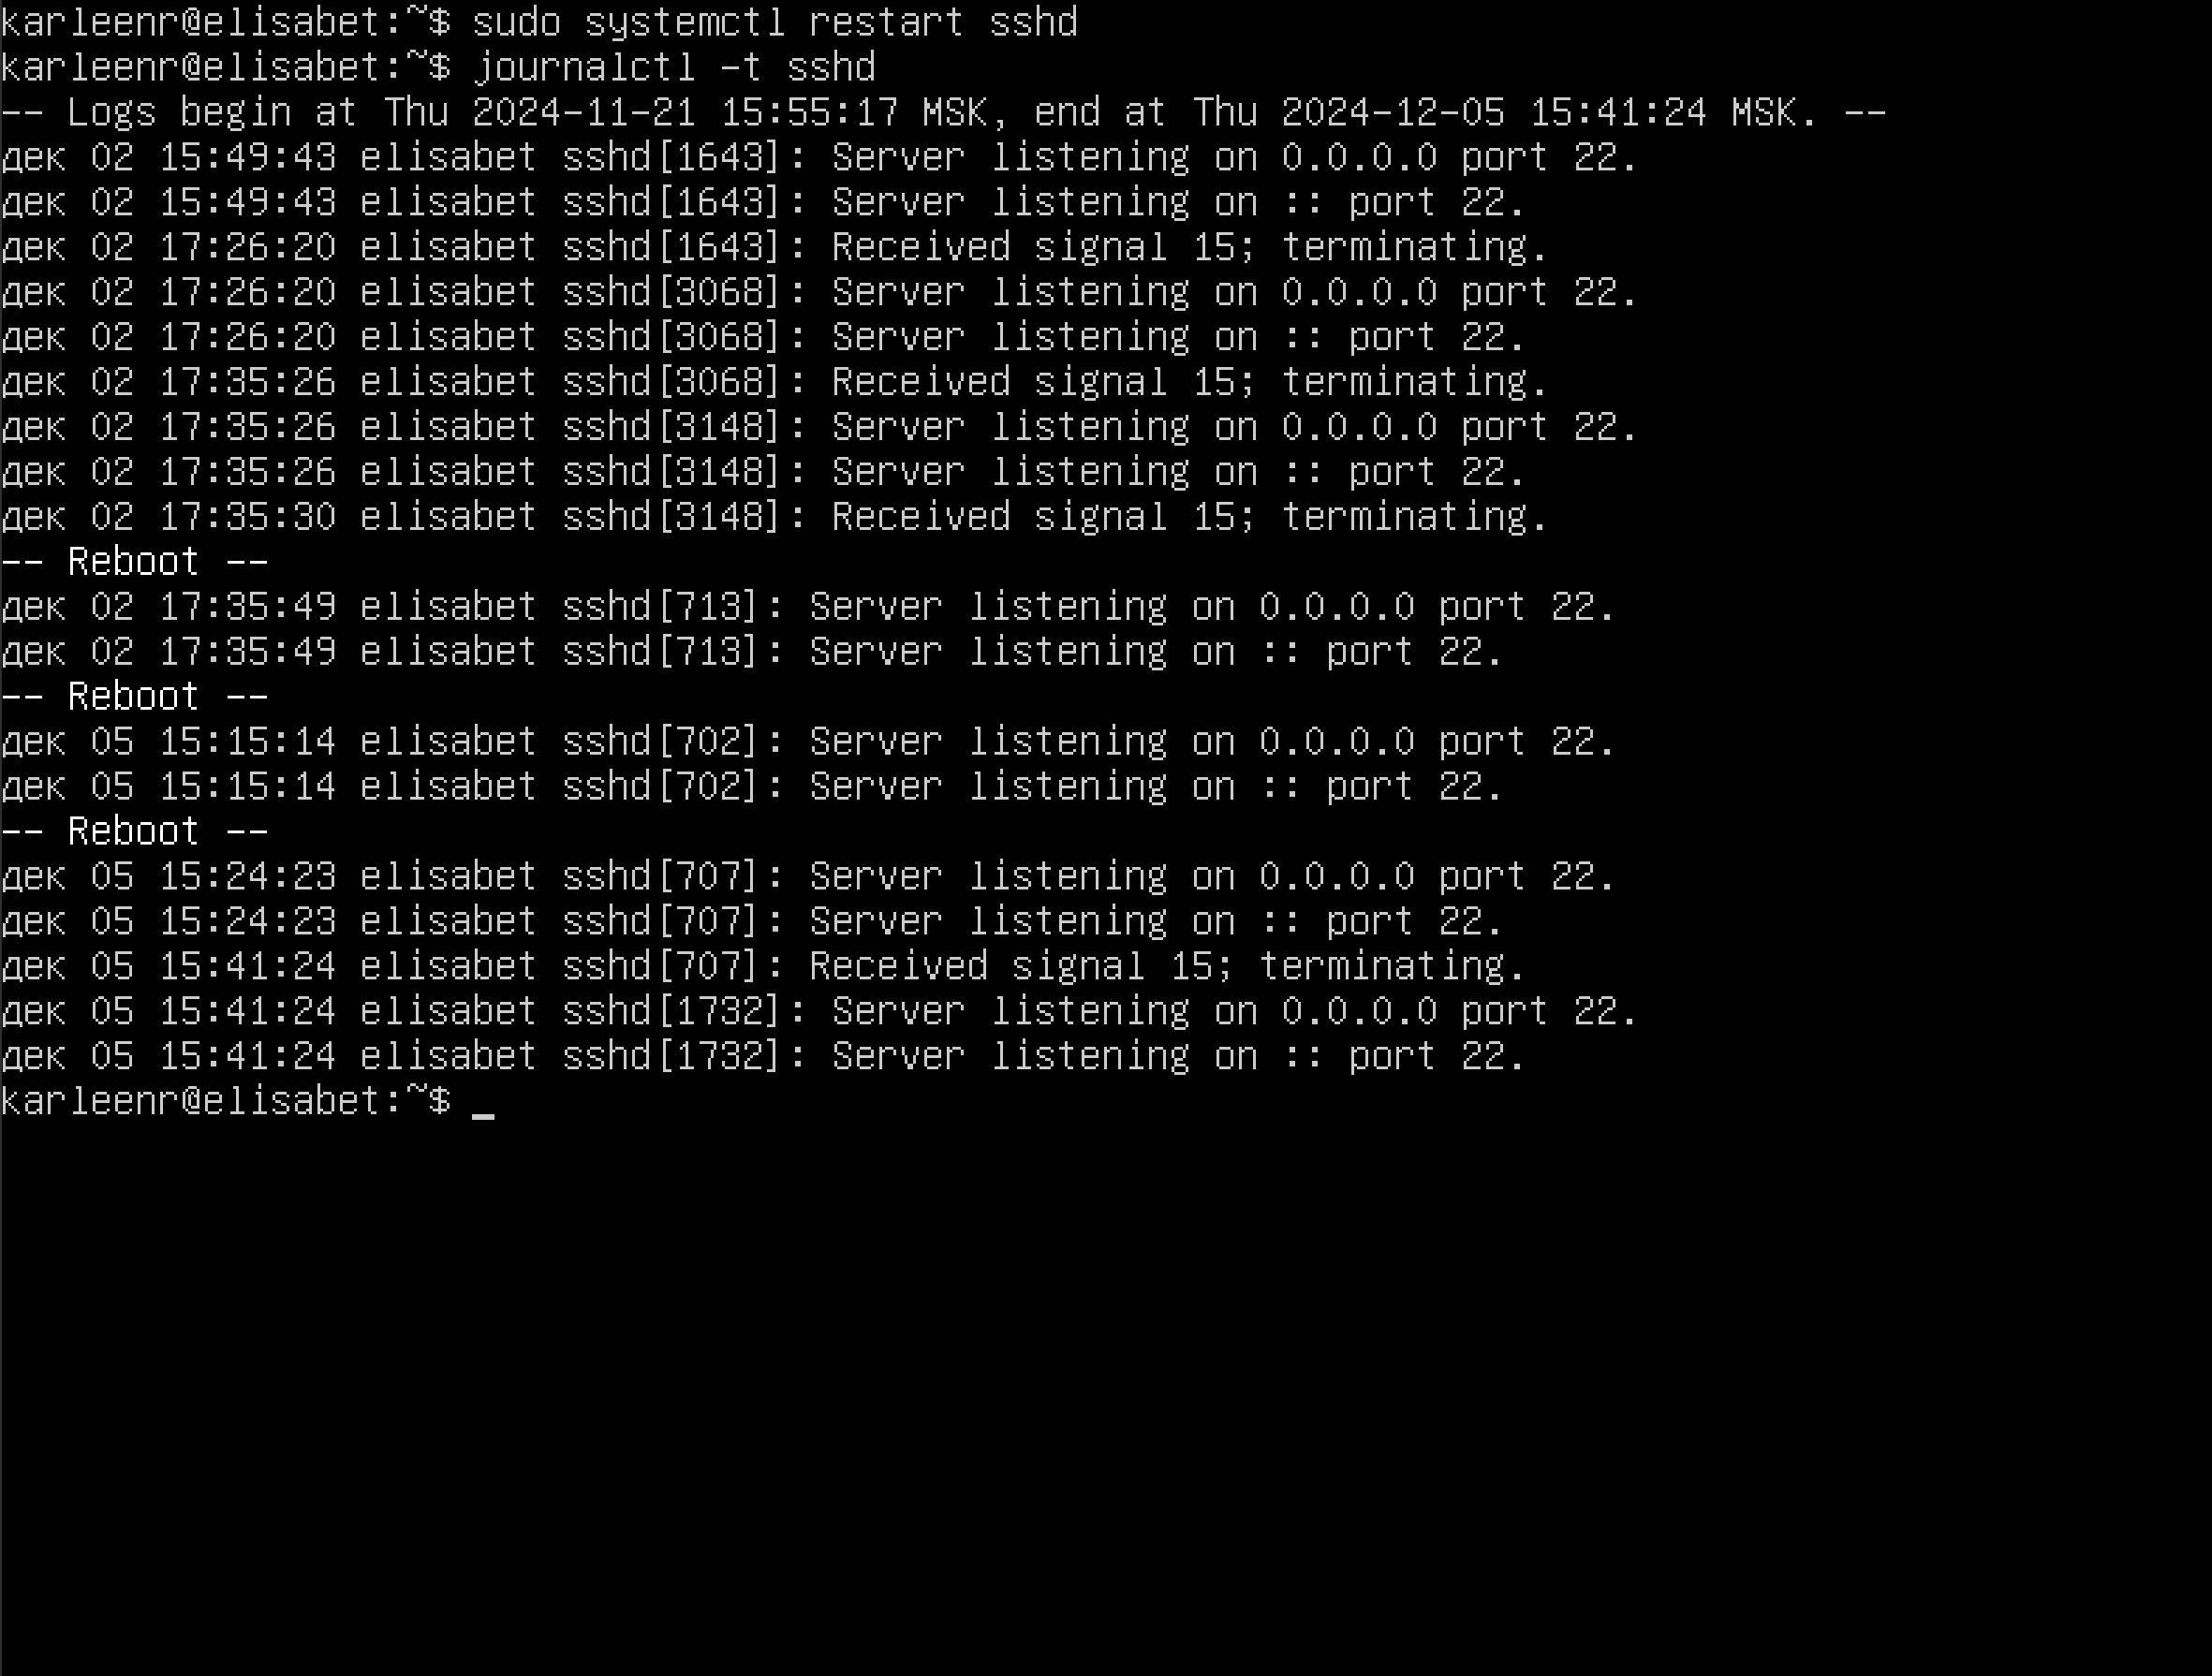 karleenr@elisabet:~$ sudo systemctl restart sshd
karleenr@elisabet:~$ journalctl -t sshd
-- Logs begin at Thu 2024-11-21 15:55:17 MSK, end at Thu 2024-12-05 15:41:24 MSK. --
дек 02 15:49:43 elisabet sshd[1643]: Server listening on 0.0.0.0 port 22.
дек 02 15:49:43 elisabet sshd[1643]: Server listening on :: port 22.
дек 02 17:26:20 elisabet sshd[1643]: Received signal 15; terminating.
дек 02 17:26:20 elisabet sshd[3068]: Server listening on 0.0.0.0 port 22.
дек 02 17:26:20 elisabet sshd[3068]: Server listening on :: port 22.
дек 02 17:35:26 elisabet sshd[3068]: Received signal 15; terminating.
дек 02 17:35:26 elisabet sshd[3148]: Server listening on 0.0.0.0 port 22.
дек 02 17:35:26 elisabet sshd[3148]: Server listening on :: port 22.
дек 02 17:35:30 elisabet sshd[3148]: Received signal 15; terminating.
-- Reboot --
дек 02 17:35:49 elisabet sshd[713]: Server listening on 0.0.0.0 port 22.
дек 02 17:35:49 elisabet sshd[713]: Server listening on :: port 22.
-- Reboot --
дек 05 15:15:14 elisabet sshd[702]: Server listening on 0.0.0.0 port 22.
дек 05 15:15:14 elisabet sshd[702]: Server listening on :: port 22.
-- Reboot --
дек 05 15:24:23 elisabet sshd[707]: Server listening on 0.0.0.0 port 22.
дек 05 15:24:23 elisabet sshd[707]: Server listening on :: port 22.
дек 05 15:41:24 elisabet sshd[707]: Received signal 15; terminating.
дек 05 15:41:24 elisabet sshd[1732]: Server listening on 0.0.0.0 port 22.
дек 05 15:41:24 elisabet sshd[1732]: Server listening on :: port 22.
karleenr@elisabet:~$ _